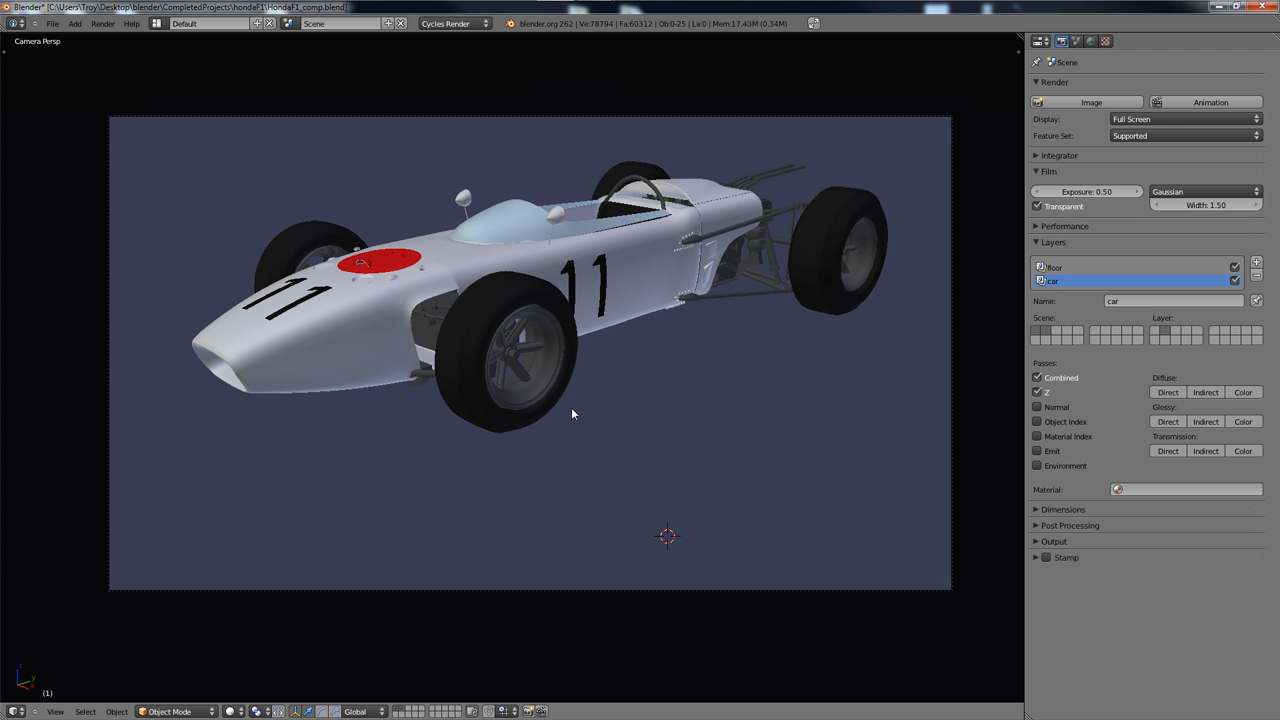 Blender* [C:\Users\Troy\Desktop\blender\CompletedProjects\hondaF1\HondaF1_comp.blend]
File Add Render Help Default Scene Cycles Render blender.org 262 | Ve:78794 | Fa:60312 | Ob:0-25 | La:0 | Mem:17.43M (0.34M)
Camera Persp
Scene
Render
Image Animation
Display: Full Screen
Feature Set: Supported
Integrator
Film
Exposure: 0.50 Gaussian
Transparent Width: 1.50
Performance
Layers
floor
car
Name: car
Scene: Layer:
Passes:
Combined Diffuse:
Z Direct Indirect Color
Normal Glossy:
Object Index Direct Indirect Color
Material Index Transmission:
Emit Direct Indirect Color
Environment
Material:
Dimensions
Post Processing
Output
Stamp
11
11
(1)
View Select Object Object Mode Global